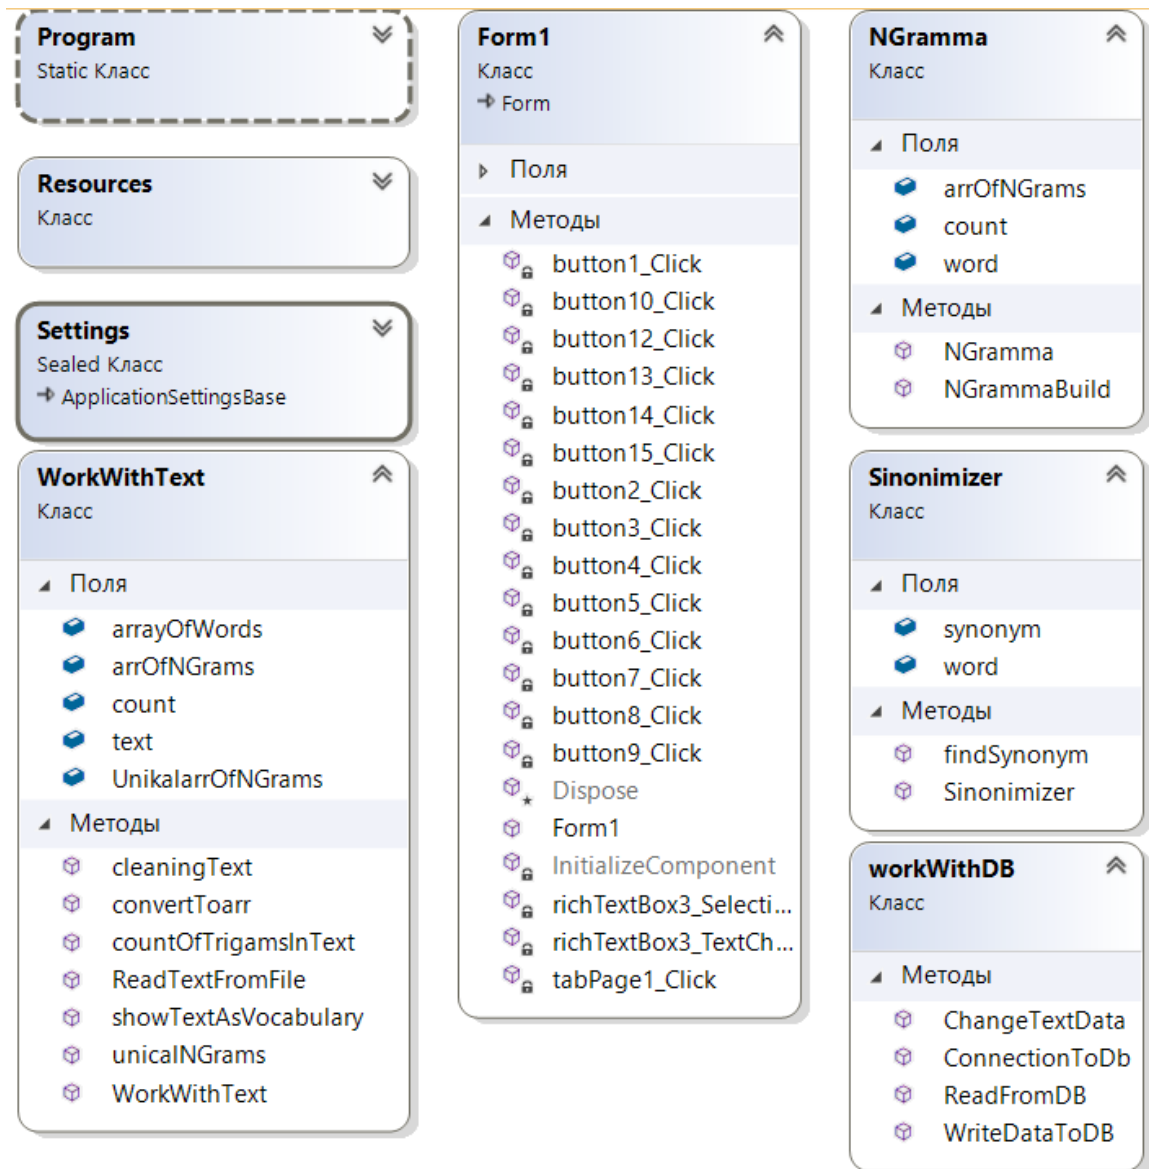 Program
Static Класс
Resources
Класс
Settings
Sealed Класс
ApplicationSettingsBase
WorkWithText
Класс
Поля
arrayOfWords
arrOfNGrams
count
text
UnikalarrOfNGrams
Методы
cleaningText
convertToarr
countOfTrigamsInText
ReadTextFromFile
showTextAsVocabulary
unicalNGrams
WorkWithText
Form1
Класс
Form
Поля
Методы
button1_Click
button10_Click
button12_Click
button13_Click
button14_Click
button15_Click
button2_Click
button3_Click
button4_Click
button5_Click
button6_Click
button7_Click
button8_Click
button9_Click
Dispose
Form1
InitializeComponent
richTextBox3_Selecti...
richTextBox3_TextCh...
tabPage1_Click
NGramma
Класс
Поля
arrOfNGrams
count
word
Методы
NGramma
NGrammaBuild
Sinonimizer
Класс
Поля
synonym
word
Методы
findSynonym
Sinonimizer
workWithDB
Класс
Методы
ChangeTextData
ConnectionToDb
ReadFromDB
WriteDataToDB